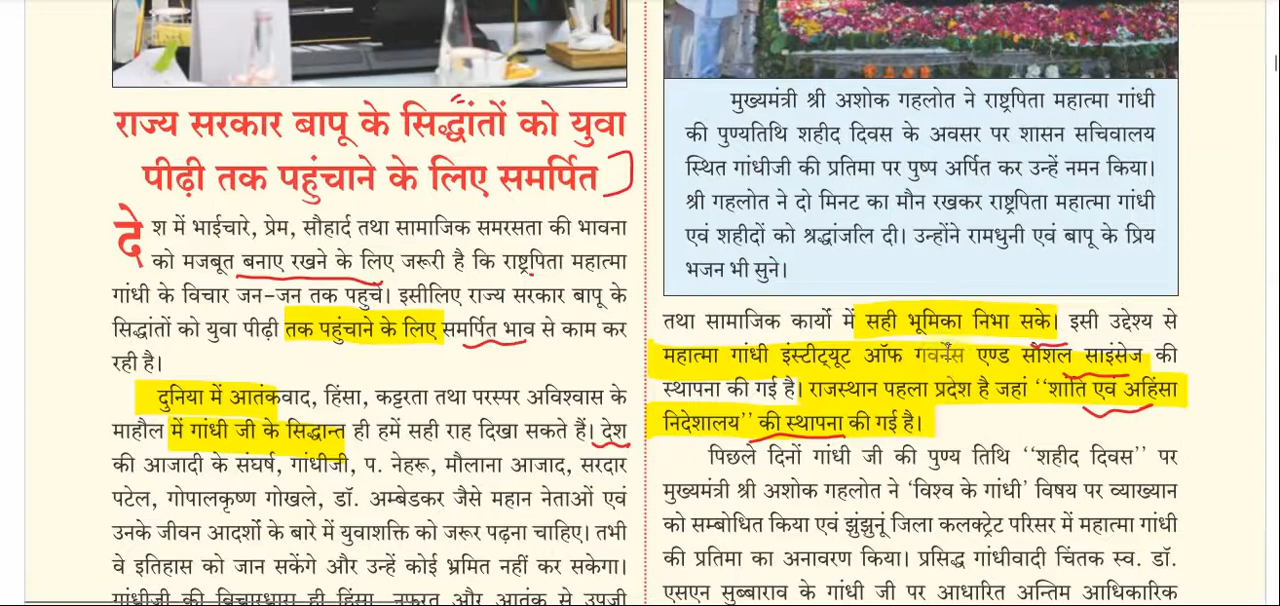 राज्य सरकार बापू के सिद्धांतों को युवा
पीढ़ी तक पहुंचाने के लिए समर्पित
देश में भाईचारे, प्रेम, सौहार्द तथा सामाजिक समरसता की भावना
को मजबूत बनाए रखने के लिए जरूरी है कि राष्ट्रपिता महात्मा
गांधी के विचार जन-जन तक पहुचें। इसीलिए राज्य सरकार बापू के
सिद्धांतों को युवा पीढ़ी तक पहुंचाने के लिए समर्पित भाव से काम कर
रही है।
दुनिया में आतंकवाद, हिंसा, कट्टरता तथा परस्पर अविश्वास के
माहौल में गांधी जी के सिद्धान्त ही हमें सही राह दिखा सकते हैं। देश
की आजादी के संघर्ष, गांधीजी, प. नेहरू, मौलाना आजाद, सरदार
पटेल, गोपालकृष्ण गोखले, डॉ. अम्बेडकर जैसे महान नेताओं एवं
उनके जीवन आदर्शों के बारे में युवाशक्ति को जरूर पढ़ना चाहिए। तभी
वे इतिहास को जान सकेंगे और उन्हें कोई भ्रमित नहीं कर सकेगा।
गांधीजी की विचारधारा ही हिंसा, नफरत और आतंक से उपजी
मुख्यमंत्री श्री अशोक गहलोत ने राष्ट्रपिता महात्मा गांधी
की पुण्यतिथि शहीद दिवस के अवसर पर शासन सचिवालय
स्थित गांधीजी की प्रतिमा पर पुष्प अर्पित कर उन्हें नमन किया।
श्री गहलोत ने दो मिनट का मौन रखकर राष्ट्रपिता महात्मा गांधी
एवं शहीदों को श्रद्धांजलि दी। उन्होंने रामधुनी एवं बापू के प्रिय
भजन भी सुने।
तथा सामाजिक कार्यों में सही भूमिका निभा सके। इसी उद्देश्य से
महात्मा गांधी इंस्टीट्यूट ऑफ गवर्नेंस एण्ड सोशल साइंसेज की
स्थापना की गई है। राजस्थान पहला प्रदेश है जहां ''शांति एवं अहिंसा
निदेशालय'' की स्थापना की गई है।
पिछले दिनों गांधी जी की पुण्य तिथि ''शहीद दिवस'' पर
मुख्यमंत्री श्री अशोक गहलोत ने 'विश्व के गांधी' विषय पर व्याख्यान
को सम्बोधित किया एवं झुंझुनूं जिला कलक्ट्रेट परिसर में महात्मा गांधी
की प्रतिमा का अनावरण किया। प्रसिद्ध गांधीवादी चिंतक स्व. डॉ.
एसएन सुब्बाराव के गांधी जी पर आधारित अन्तिम आधिकारिक